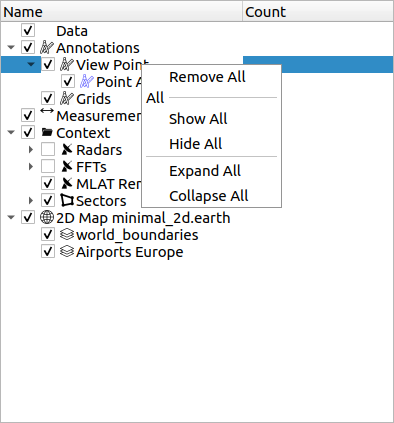 Name Count
Data
Annotations
View Point
Point A
Grids
Measuremen
Context
Radars
FFTs
MLAT Rem
Sectors
2D Map minimal_2d.earth
world_boundaries
Airports Europe
Remove All
All
Show All
Hide All
Expand All
Collapse All